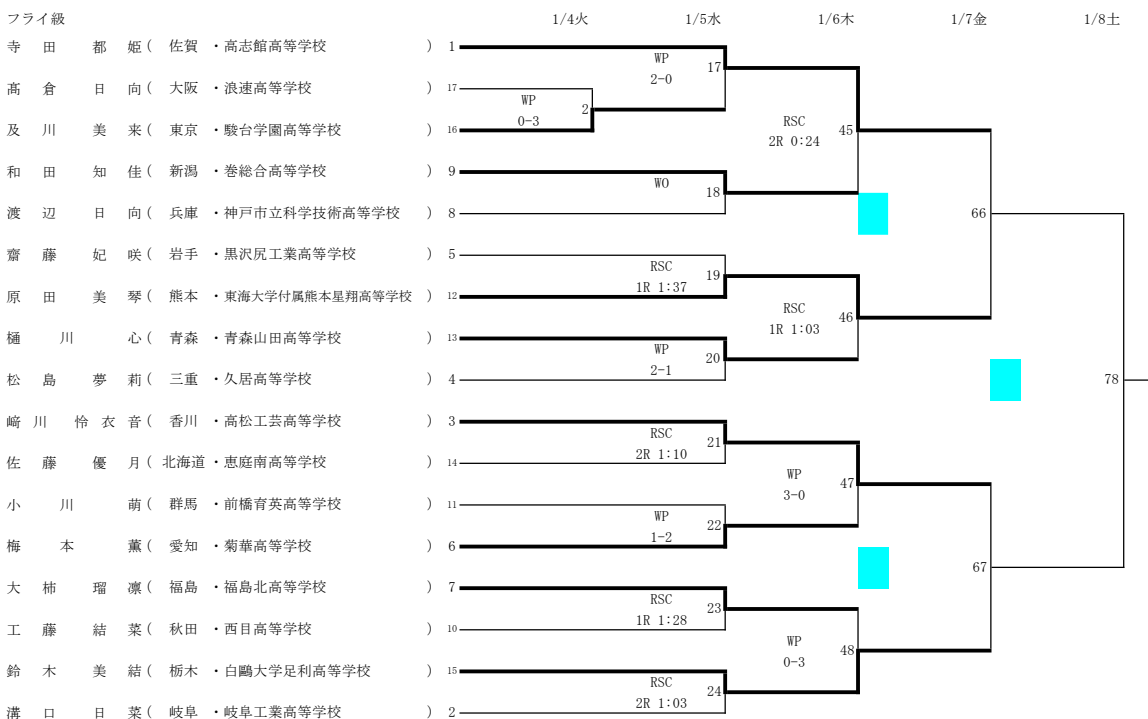 フライ級 1/4火 1/5水 1/6木 1/7金 1/8土
寺田都姫( 佐賀 ・高志館高等学校 ) 1
WP 17
2-0
髙倉日向( 大阪 ・浪速高等学校 ) 17
WP 2
0-3
及川美来( 東京 ・駿台学園高等学校 ) 16
RSC 45
2R 0:24
和田知佳( 新潟 ・巻総合高等学校 ) 9
WO 18
渡辺日向( 兵庫 ・神戸市立科学技術高等学校 ) 8
66
齋藤妃咲( 岩手 ・黒沢尻工業高等学校 ) 5
RSC 19
1R 1:37
原田美琴( 熊本 ・東海大学付属熊本星翔高等学校 ) 12
RSC 46
1R 1:03
樋川心( 青森 ・青森山田高等学校 ) 13
WP 20
2-1
松島夢莉( 三重 ・久居高等学校 ) 4
78
﨑川怜衣音( 香川 ・高松工芸高等学校 ) 3
RSC 21
2R 1:10
佐藤優月( 北海道 ・恵庭南高等学校 ) 14
WP 47
3-0
小川萌( 群馬 ・前橋育英高等学校 ) 11
WP 22
1-2
梅本薫( 愛知 ・菊華高等学校 ) 6
67
大柿瑠凛( 福島 ・福島北高等学校 ) 7
RSC 23
1R 1:28
工藤結菜( 秋田 ・西目高等学校 ) 10
WP 48
0-3
鈴木美結( 栃木 ・白鷗大学足利高等学校 ) 15
RSC 24
2R 1:03
溝口日菜( 岐阜 ・岐阜工業高等学校 ) 2